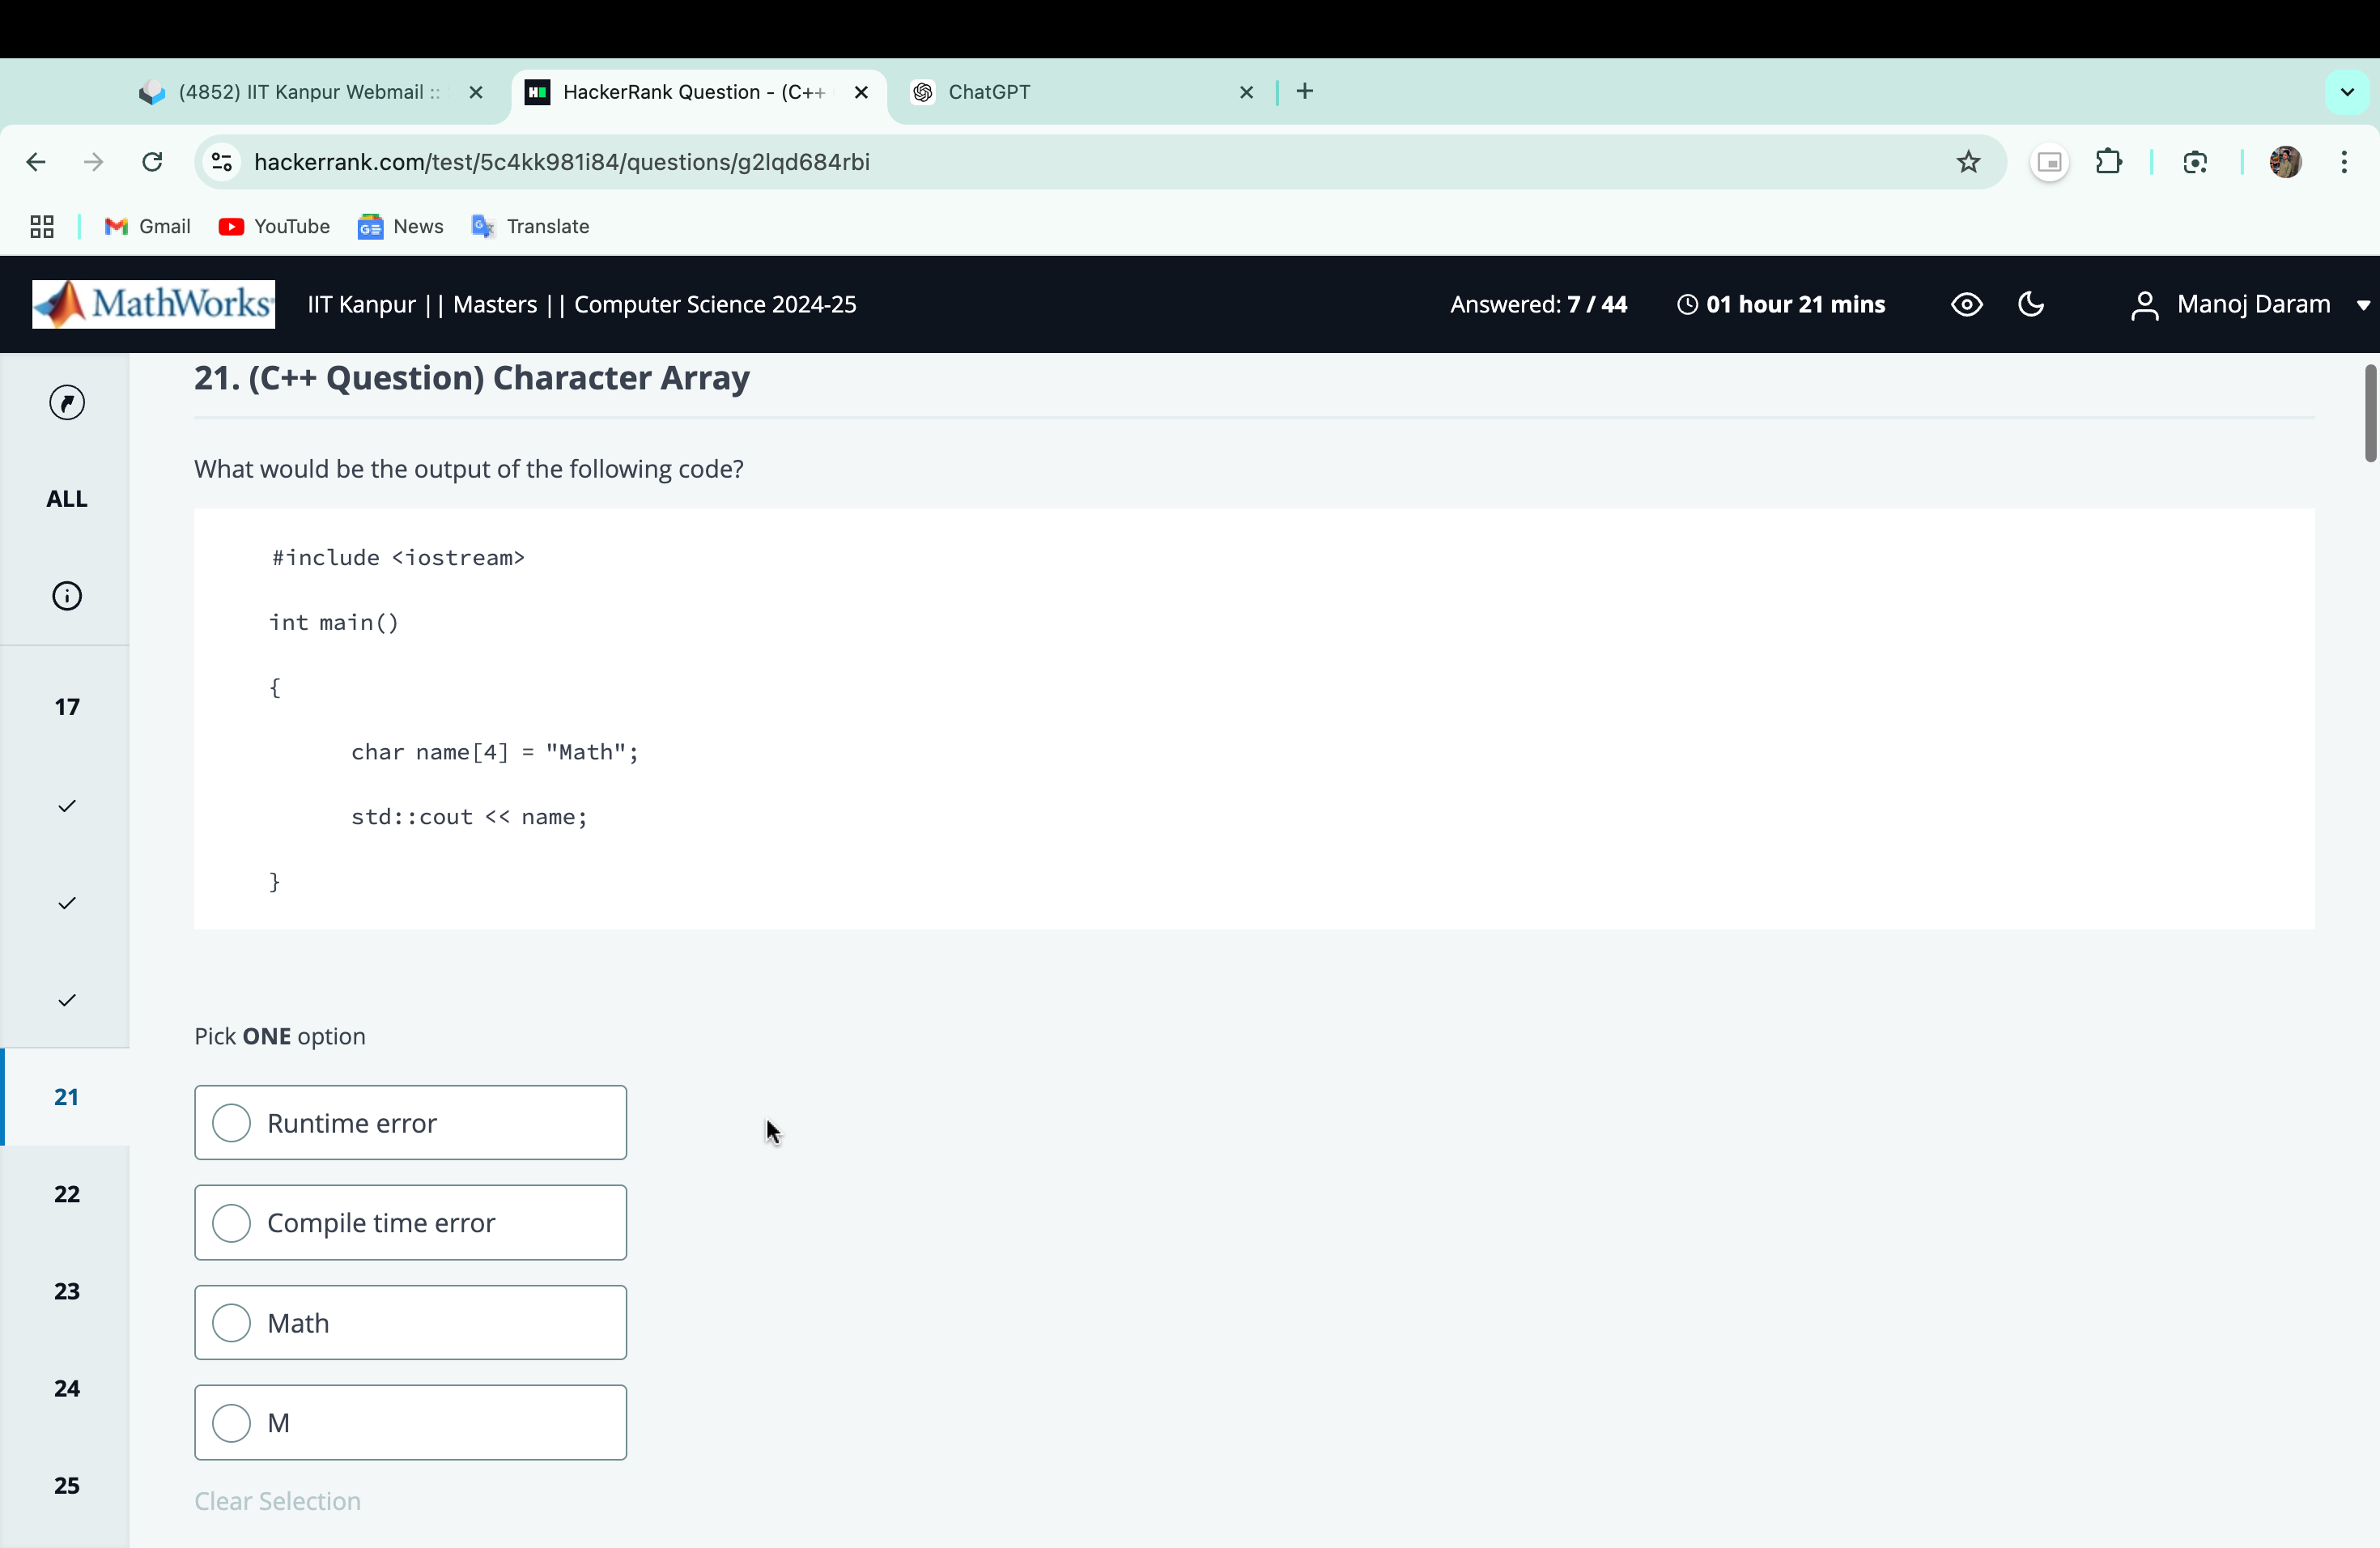 (4852) IIT Kanpur Webmail ::
HackerRank Question - (C++
ChatGPT
hackerrank.com/test/5c4kk981i84/questions/g2lqd684rbi
Gmail
YouTube
News
Translate
MathWorks
IIT Kanpur || Masters || Computer Science 2024-25
Answered: 7 / 44
01 hour 21 mins
Manoj Daram
ALL
17
21
22
23
24
25
21. (C++ Question) Character Array
What would be the output of the following code?
#include <iostream>
int main()
{
char name[4] = "Math";
std::cout << name;
}
Pick ONE option
Runtime error
Compile time error
Math
M
Clear Selection